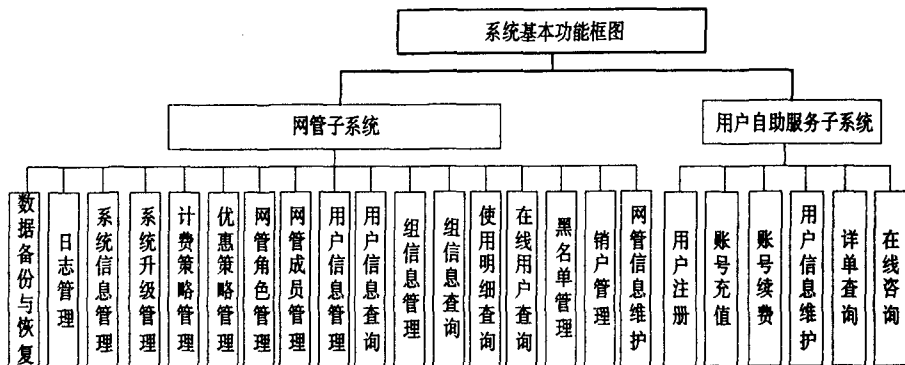 系统基本功能框图
网管子系统
用户自助服务子系统
数据备份与恢复
日志管理
系统信息管理
系统升级管理
计费策略管理
优惠策略管理
网管角色管理
网管成员管理
用户信息管理
用户信息查询
组信息管理
组信息查询
使用明细查询
在线用户查询
黑名单管理
销户管理
网管信息维护
用户注册
账号充值
账号续费
用户信息维护
详单查询
在线咨询